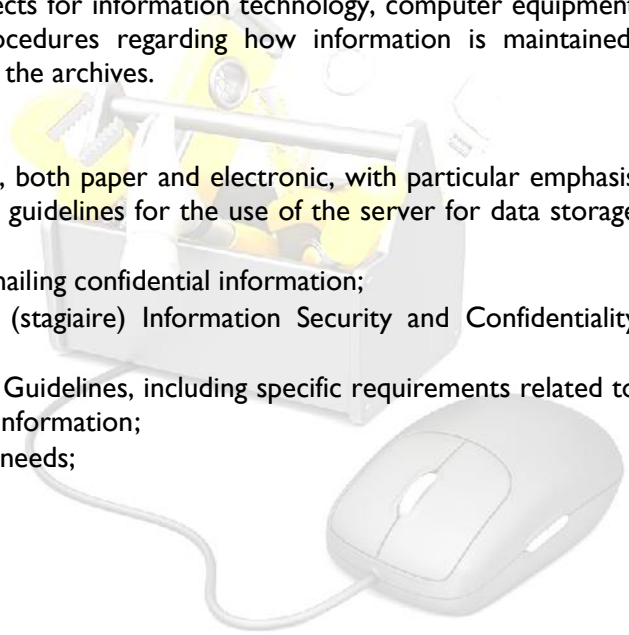 ects for information technology, computer equipment
ocedures regarding how information is maintained
the archives.
, both paper and electronic, with particular emphasis
guidelines for the use of the server for data storage
ailing confidential information;
(stagiaire) Information Security and Confidentiality
Guidelines, including specific requirements related to
nformation;
needs;